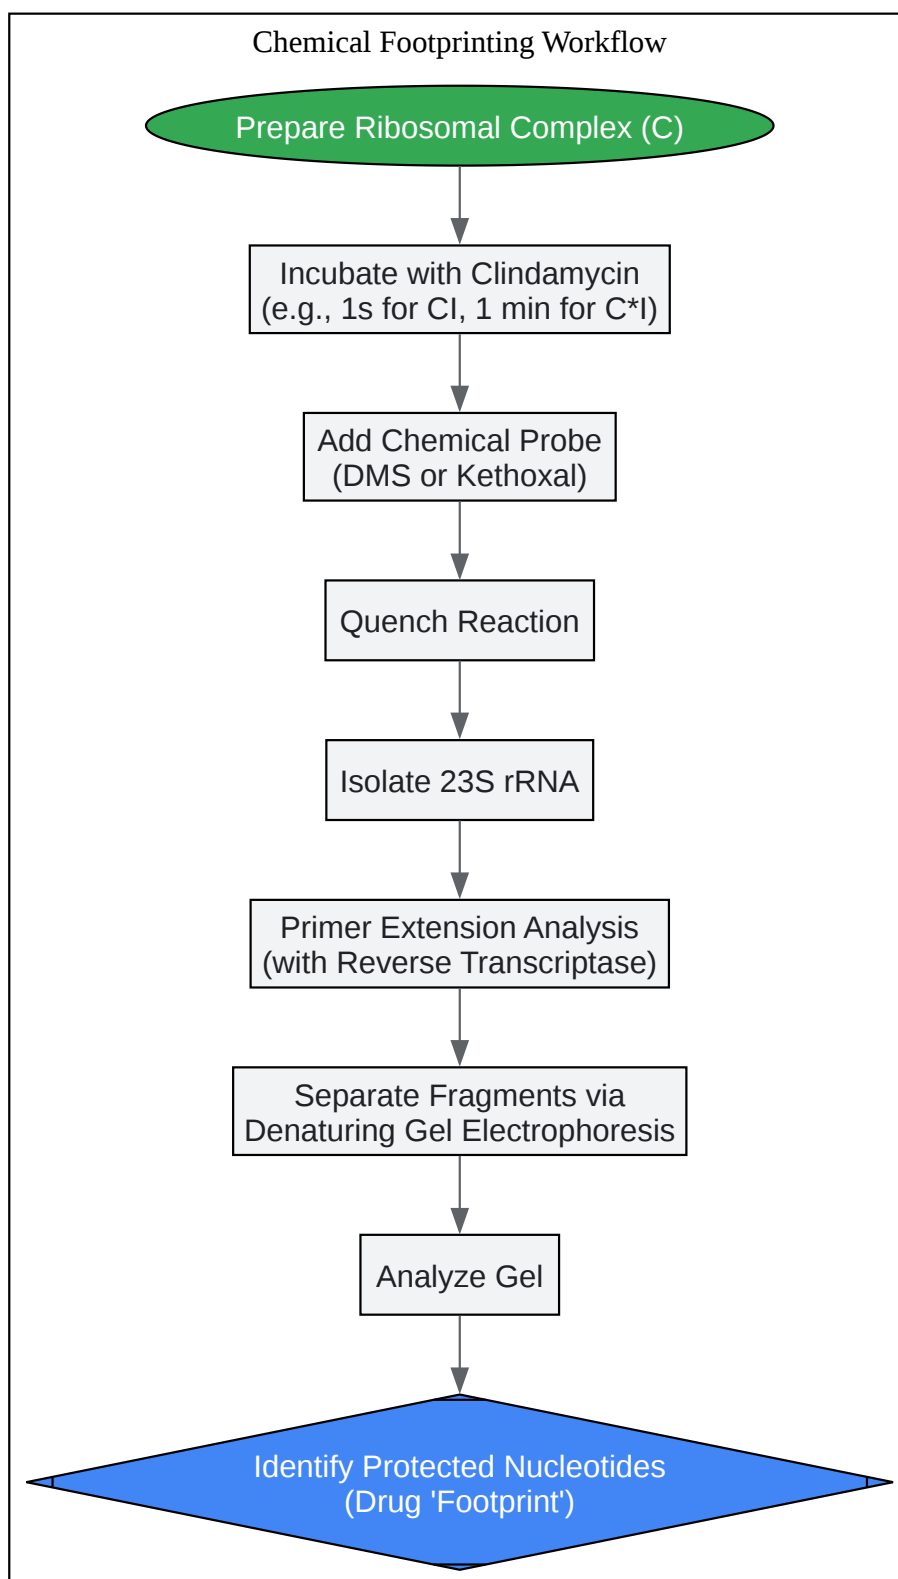 Chemical Footprinting Workflow
Prepare Ribosomal Complex (C)
Incubate with Clindamycin
(e.g., 1s for CI, 1 min for C*I)
Add Chemical Probe
(DMS or Kethoxal)
Quench Reaction
Isolate 23S rRNA
Primer Extension Analysis
(with Reverse Transcriptase)
Separate Fragments via
Denaturing Gel Electrophoresis
Analyze Gel
Identify Protected Nucleotides
(Drug 'Footprint')